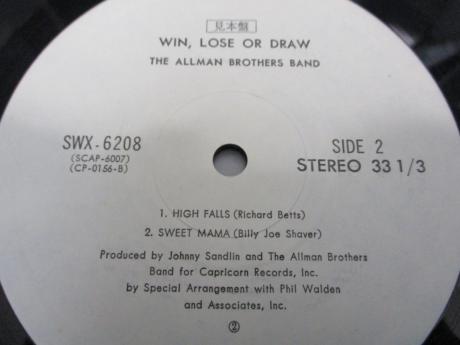 見本盤
WIN, LOSE OR DRAW
THE ALLMAN BROTHERS BAND
SWX-6208
(SCAP-6007)
(CP-0156-B)
SIDE 2
STEREO 33 1/3
1. HIGH FALLS (Richard Betts)
2. SWEET MAMA (Billy Joe Shaver)
Produced by Johnny Sandlin and The Allman Brothers
Band for Capricorn Records, Inc.
by Special Arrangement with Phil Walden
and Associates, Inc.
②